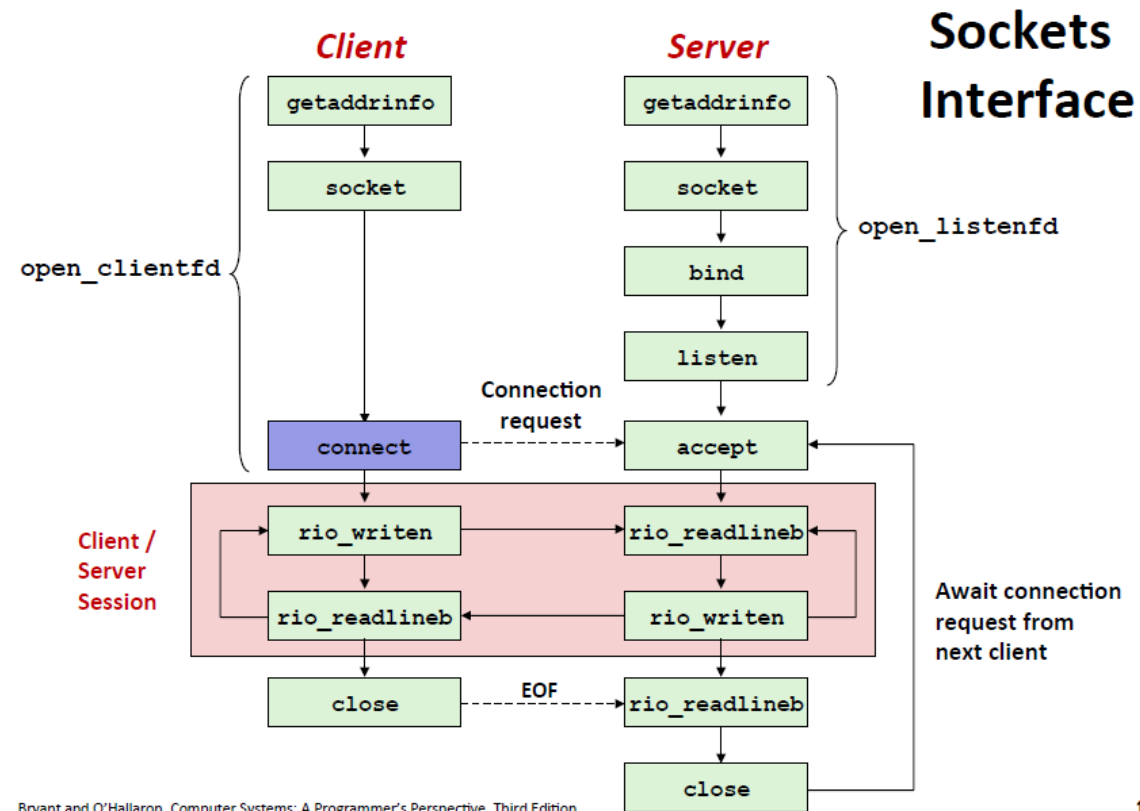 Sockets
Interface
Client
Server
getaddrinfo
getaddrinfo
socket
socket
open_listenfd
open_clientfd
bind
listen
Connection
request
connect
accept
Client /
Server
Session
rio_writen
rio_readlineb
rio_readlineb
rio_writen
Await connection
request from
next client
close
EOF
rio_readlineb
close
Bryant and O'Hallaron, Computer Systems: A Programmer's Perspective, Third Edition